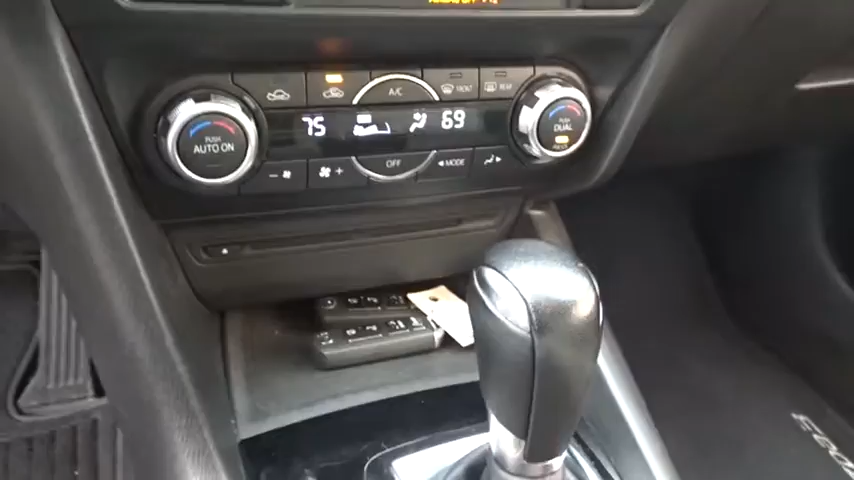 A/C
FRONT
REAR
PUSH
AUTO ON
75
69
PUSH
DUAL
OFF
MODE